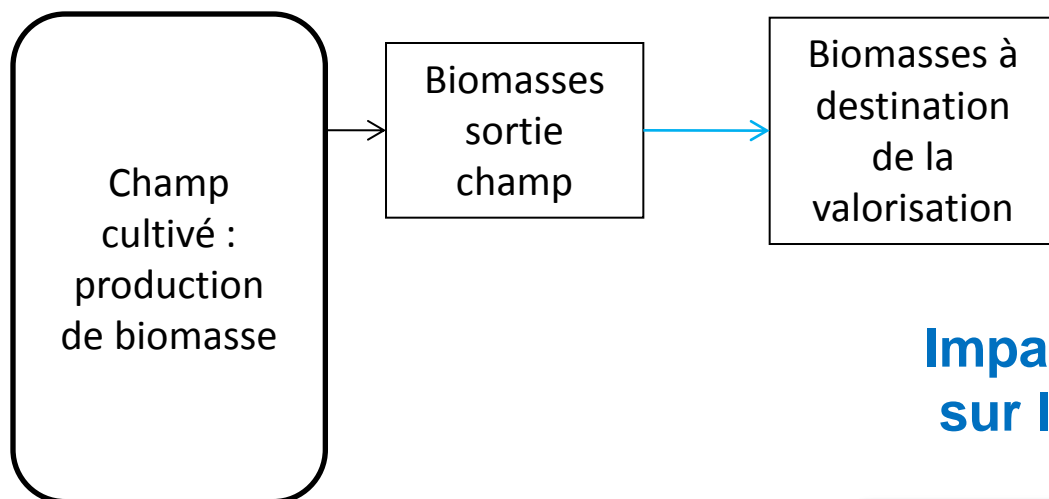 Champ
cultivé :
production
de biomasse
Biomasses
sortie
champ
Biomasses à
destination
de la
valorisation
Impa
sur l